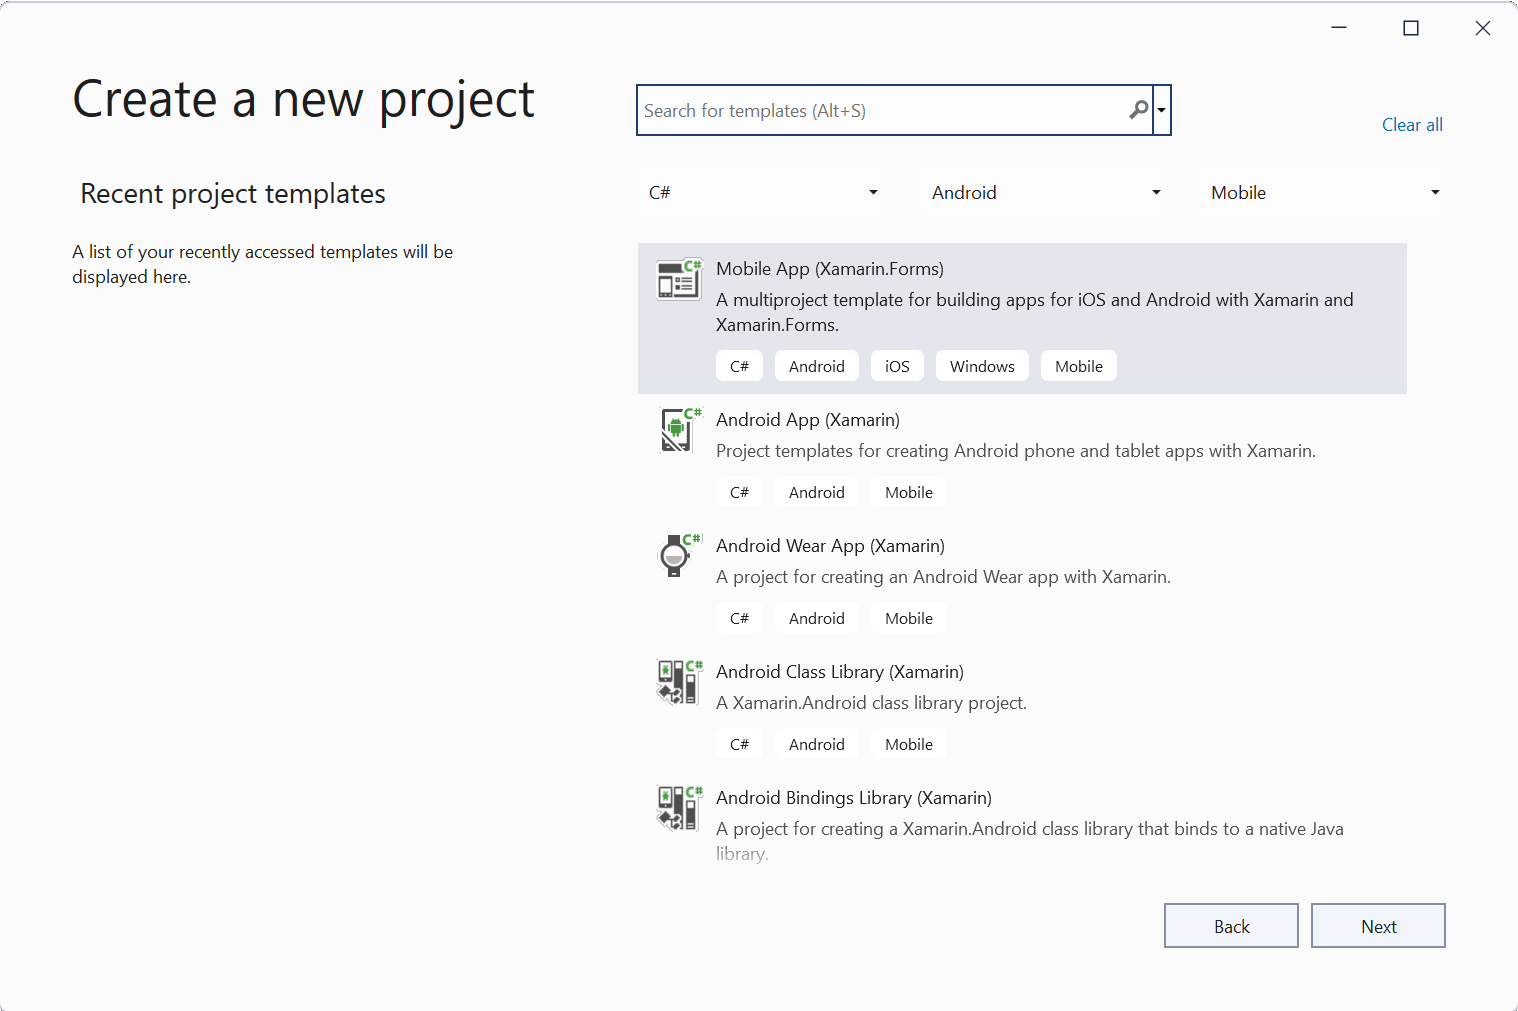 Create a new project
Search for templates (Alt+S)
Clear all
Recent project templates
C#
Android
Mobile
A list of your recently accessed templates will be
displayed here.
C#
Mobile App (Xamarin.Forms)
A multiproject template for building apps for iOS and Android with Xamarin and
Xamarin.Forms.
C# Android iOS Windows Mobile
C#
Android App (Xamarin)
Project templates for creating Android phone and tablet apps with Xamarin.
C# Android Mobile
C#
Android Wear App (Xamarin)
A project for creating an Android Wear app with Xamarin.
C# Android Mobile
C#
Android Class Library (Xamarin)
A Xamarin.Android class library project.
C# Android Mobile
C#
Android Bindings Library (Xamarin)
A project for creating a Xamarin.Android class library that binds to a native Java
library.
Back
Next